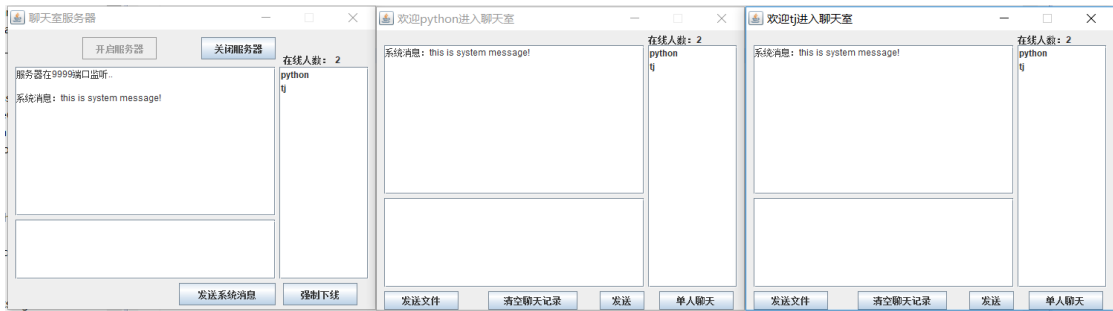 聊天室服务器
开启服务器
关闭服务器
在线人数: 2
服务器在9999端口监听..
系统消息: this is system message!
python
tj
发送系统消息
强制下线
欢迎python进入聊天室
在线人数: 2
系统消息: this is system message!
python
tj
发送文件
清空聊天记录
发送
单人聊天
欢迎tj进入聊天室
在线人数: 2
系统消息: this is system message!
python
tj
发送文件
清空聊天记录
发送
单人聊天